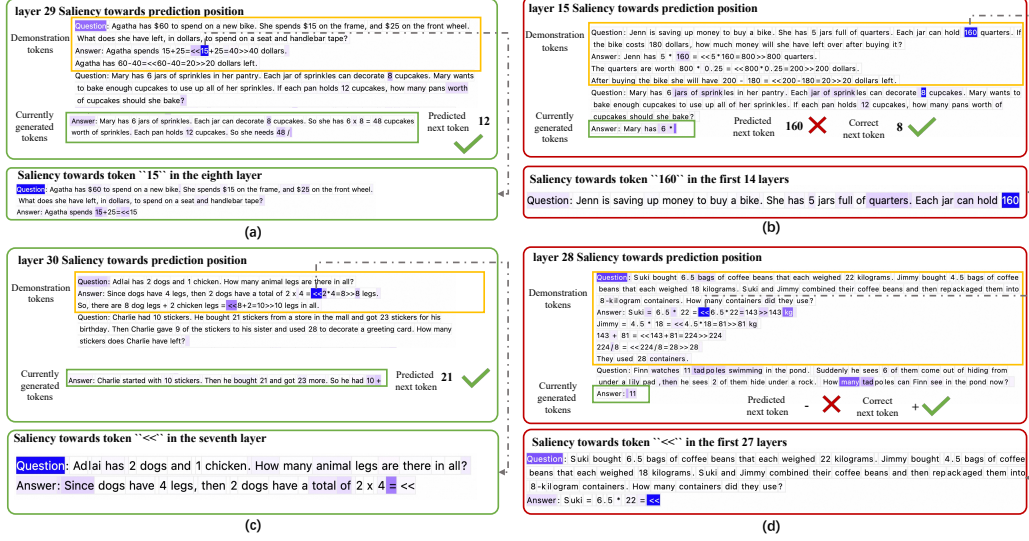 layer 29 Saliency towards prediction position
Demonstration tokens
Question: Agatha has $60 to spend on a new bike. She spends $15 on the frame, and $25 on the front wheel.
What does she have left, in dollars, to spend on a seat and handlebar tape?
Answer: Agatha spends 15+25=<<15+25=40>>40 dollars.
Agatha has 60-40=<<60-40=20>>20 dollars left.
Question: Mary has 6 jars of sprinkles in her pantry. Each jar of sprinkles can decorate 8 cupcakes. Mary wants
to bake enough cupcakes to use up all of her sprinkles. If each pan holds 12 cupcakes, how many pans worth
of cupcakes should she bake?
Currently generated tokens
Answer: Mary has 6 jars of sprinkles. Each jar can decorate 8 cupcakes. So she has 6 x 8 = 48 cupcakes
worth of sprinkles. Each pan holds 12 cupcakes. So she needs 48 /
Predicted next token 12
Saliency towards token ``15`` in the eighth layer
Question: Agatha has $60 to spend on a new bike. She spends $15 on the frame, and $25 on the front wheel.
What does she have left, in dollars, to spend on a seat and handlebar tape?
Answer: Agatha spends 15+25=<<15
(a)
layer 15 Saliency towards prediction position
Demonstration tokens
Question: Jenn is saving up money to buy a bike. She has 5 jars full of quarters. Each jar can hold 160 quarters. If
the bike costs 180 dollars, how much money will she have left over after buying it?
Answer: Jenn has 5 * 160 = <<5*160=800>>800 quarters.
The quarters are worth 800 * 0.25 = <<800*0.25=200>>200 dollars.
After buying the bike she will have 200 - 180 = <<200-180=20>>20 dollars left.
Question: Mary has 6 jars of sprinkles in her pantry. Each jar of sprinkles can decorate 8 cupcakes. Mary wants to
bake enough cupcakes to use up all of her sprinkles. If each pan holds 12 cupcakes, how many pans worth of
cupcakes should she bake?
Currently generated tokens
Answer: Mary has 6 *
Predicted next token 160
Correct next token 8
Saliency towards token ``160`` in the first 14 layers
Question: Jenn is saving up money to buy a bike. She has 5 jars full of quarters. Each jar can hold 160
(b)
layer 30 Saliency towards prediction position
Demonstration tokens
Question: Adlai has 2 dogs and 1 chicken. How many animal legs are there in all?
Answer: Since dogs have 4 legs, then 2 dogs have a total of 2 x 4 =<<2*4=8>>8 legs.
So, there are 8 dog legs + 2 chicken legs = <<8+2=10>>10 legs in all.
Question: Charlie had 10 stickers. He bought 21 stickers from a store in the mall and got 23 stickers for his
birthday. Then Charlie gave 9 of the stickers to his sister and used 28 to decorate a greeting card. How many
stickers does Charlie have left?
Currently generated tokens
Answer: Charlie started with 10 stickers. Then he bought 21 and got 23 more. So he had 10 +
Predicted next token 21
Saliency towards token ``<<`` in the seventh layer
Question: Adlai has 2 dogs and 1 chicken. How many animal legs are there in all?
Answer: Since dogs have 4 legs, then 2 dogs have a total of 2 x 4 = <<
(c)
layer 28 Saliency towards prediction position
Demonstration tokens
Question: Suki bought 6.5 bags of coffee beans that each weighed 22 kilograms. Jimmy bought 4.5 bags of coffee
beans that each weighed 18 kilograms. Suki and Jimmy combined their coffee beans and then repackaged them into
8-kilogram containers. How many containers did they use?
Answer: Suki = 6.5 * 22 = <<6.5*22=143>>143 kg
Jimmy = 4.5 * 18 = <<4.5*18=81>>81 kg
143 + 81 = <<143+81=224>>224
224/8 = <<224/8=28>>28
They used 28 containers.
Question: Finn watches 11 tadpoles swimming in the pond. Suddenly he sees 6 of them come out of hiding from
under a lily pad, then he sees 2 of them hide under a rock. How many tadpoles can Finn see in the pond now?
Currently generated tokens
Answer: 11
Predicted next token -
Correct next token +
Saliency towards token ``<<`` in the first 27 layers
Question: Suki bought 6.5 bags of coffee beans that each weighed 22 kilograms. Jimmy bought 4.5 bags of coffee
beans that each weighed 18 kilograms. Suki and Jimmy combined their coffee beans and then repackaged them into
8-kilogram containers. How many containers did they use?
Answer: Suki = 6.5 * 22 = <<
(d)